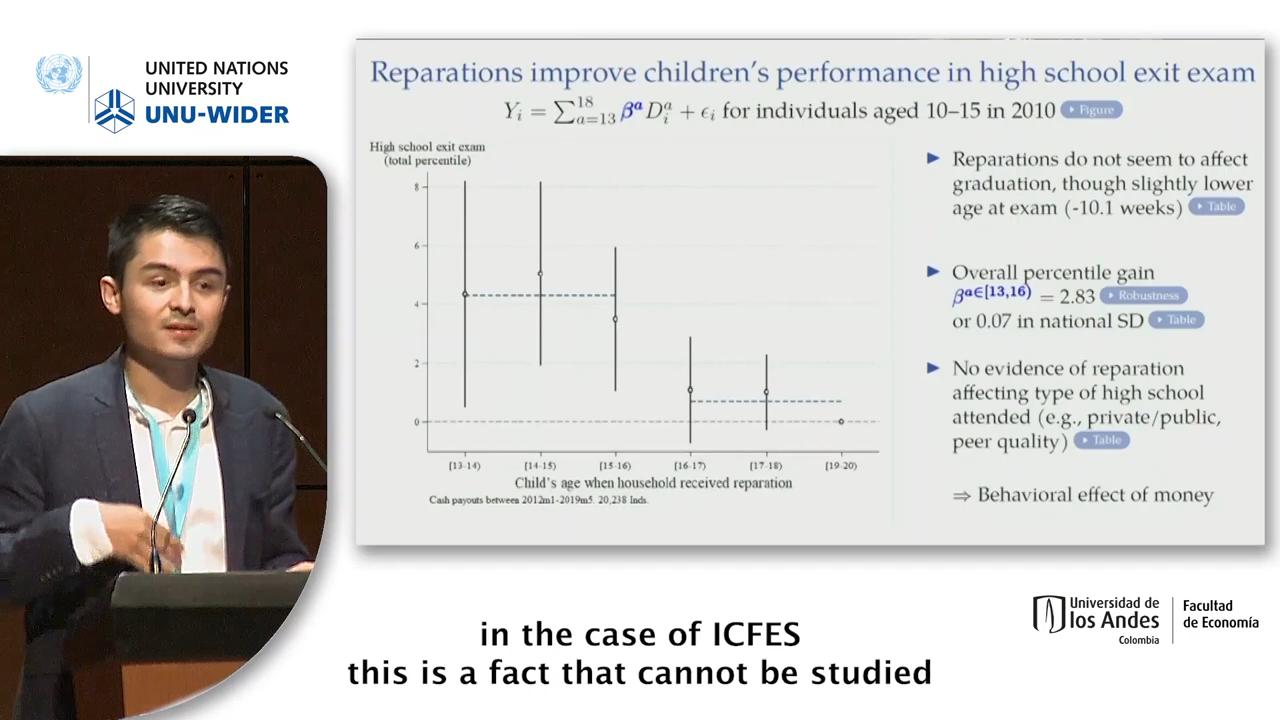 UNITED NATIONS
UNIVERSITY
UNU-WIDER
Reparations improve children's performance in high school exit exam
Yᵢ = ∑¹⁸ₐ₌₁₃ βᵃDᵢᵃ + ϵᵢ for individuals aged 10–15 in 2010 Figure
High school exit exam
(total percentile)
8
6
4
2
0
[13-14) [14-15) [15-16) [16-17) [17-18) [19-20)
Child's age when household received reparation
Cash payouts between 2012m1-2019m5. 20,238 Inds.
Reparations do not seem to affect
graduation, though slightly lower
age at exam (-10.1 weeks) Table
Overall percentile gain
βᵃ∈[13,16) = 2.83 Robustness
or 0.07 in national SD Table
No evidence of reparation
affecting type of high school
attended (e.g., private/public,
peer quality) Table
⇒ Behavioral effect of money
in the case of ICFES
this is a fact that cannot be studied
Universidad de
los Andes
Colombia
Facultad
de Economía